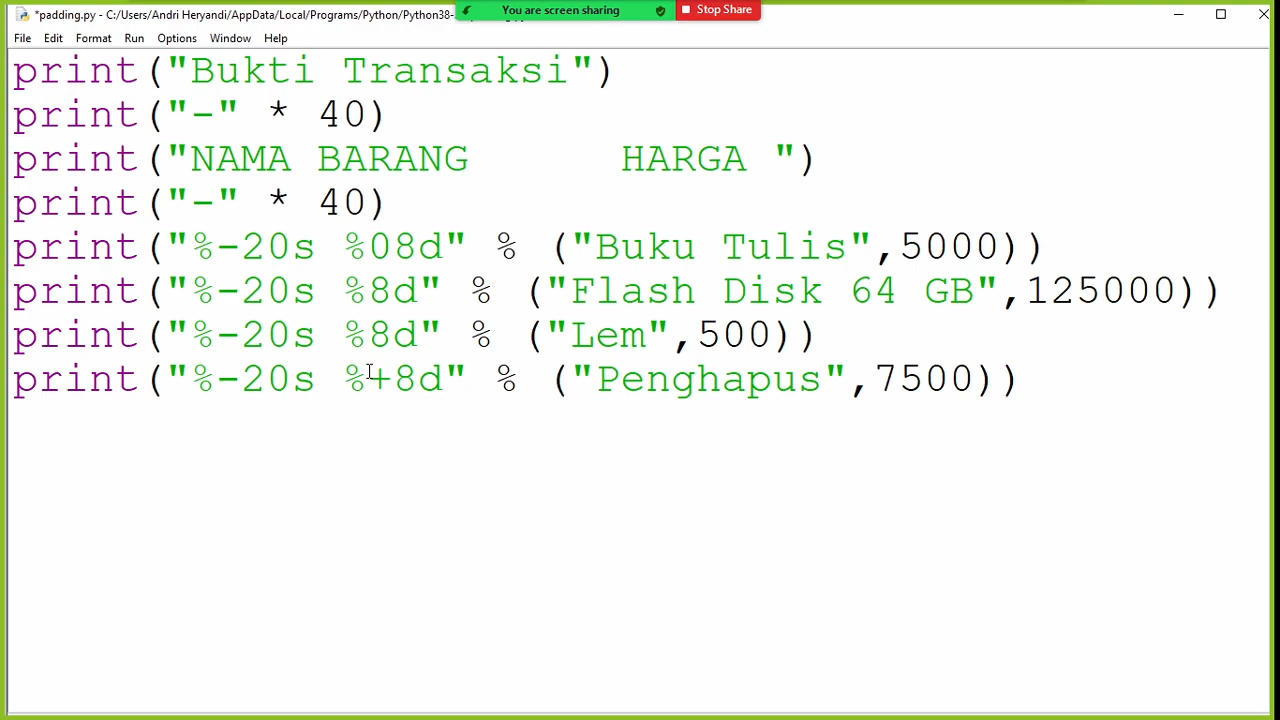 You are screen sharing
Stop Share
*padding.py - C:/Users/Andri Heryandi/AppData/Local/Programs/Python/Python38-
File Edit Format Run Options Window Help
print("Bukti Transaksi")
print("-" * 40)
print("NAMA BARANG      HARGA ")
print("-" * 40)
print("%-20s %08d" % ("Buku Tulis",5000))
print("%-20s %8d" % ("Flash Disk 64 GB",125000))
print("%-20s %8d" % ("Lem",500))
print("%-20s %+8d" % ("Penghapus",7500))